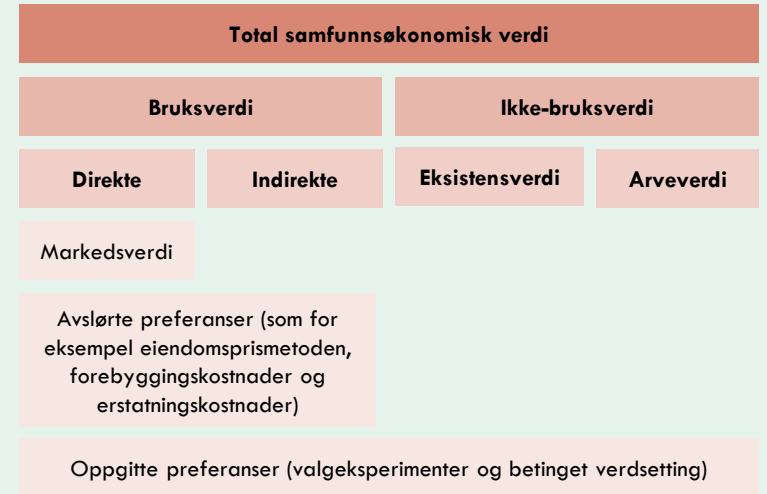 Total samfunnsøkonomisk verdi
Bruksverdi
Ikke-bruksverdi
Direkte
Indirekte
Eksistensverdi
Arveverdi
Markedsverdi
Avslørte preferanser (som for
eksempel eiendomsprismetoden,
forebyggingskostnader og
erstatningskostnader)
Oppgitte preferanser (valgeksperimenter og betinget verdsetting)